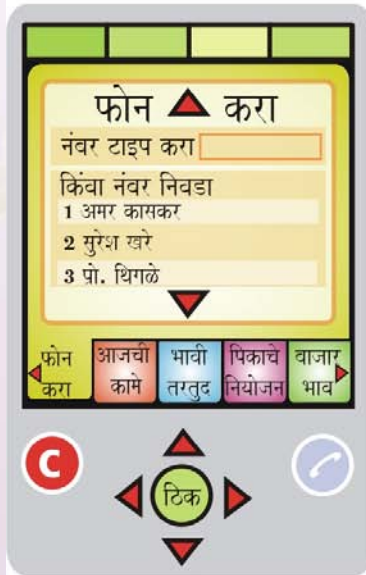 फोन करा
नंबर टाइप करा
किंवा नंबर निवडा
1 अमर कासकर
2 सुरेश खरे
3 प्रो. थिगळे
फोन करा
आजची कामे
भावी तरतुद
पिकाचे नियोजन
वाजार भाव
C
ठिक